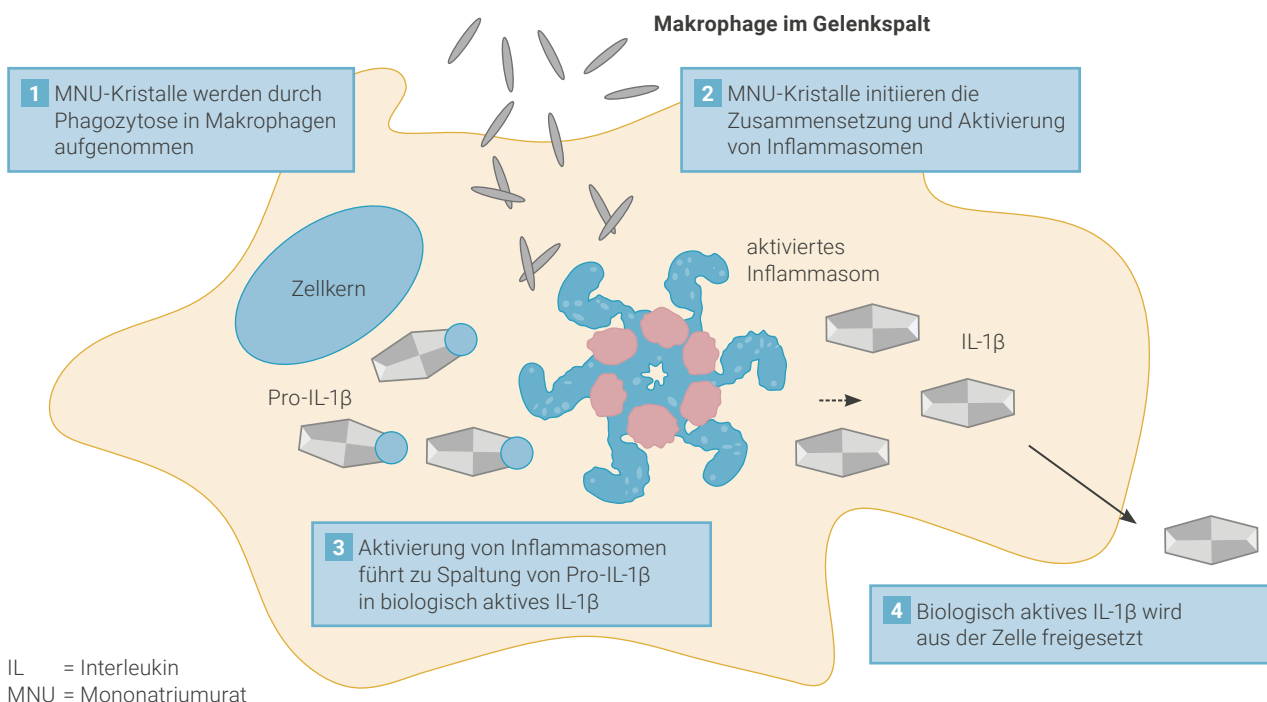 Makrophage im Gelenkspalt
1 MNU-Kristalle werden durch
Phagozytose in Makrophagen
aufgenommen
2 MNU-Kristalle initiieren die
Zusammensetzung und Aktivierung
von Inflammasomen
aktiviertes
Inflammasom
Zellkern
IL-1β
Pro-IL-1β
3 Aktivierung von Inflammasomen
führt zu Spaltung von Pro-IL-1β
in biologisch aktives IL-1β
4 Biologisch aktives IL-1β wird
aus der Zelle freigesetzt
IL = Interleukin
MNU = Mononatriumurat